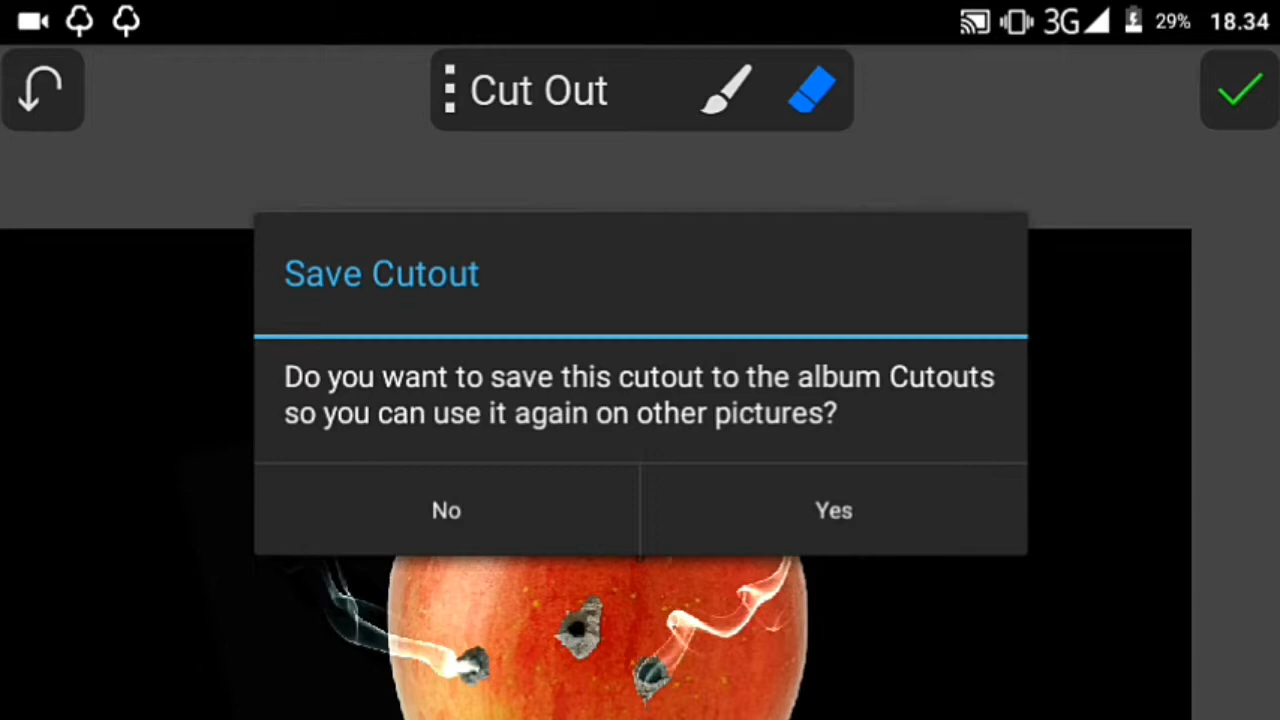 3G 29% 18.34
Cut Out
Save Cutout
Do you want to save this cutout to the album Cutouts
so you can use it again on other pictures?
No Yes